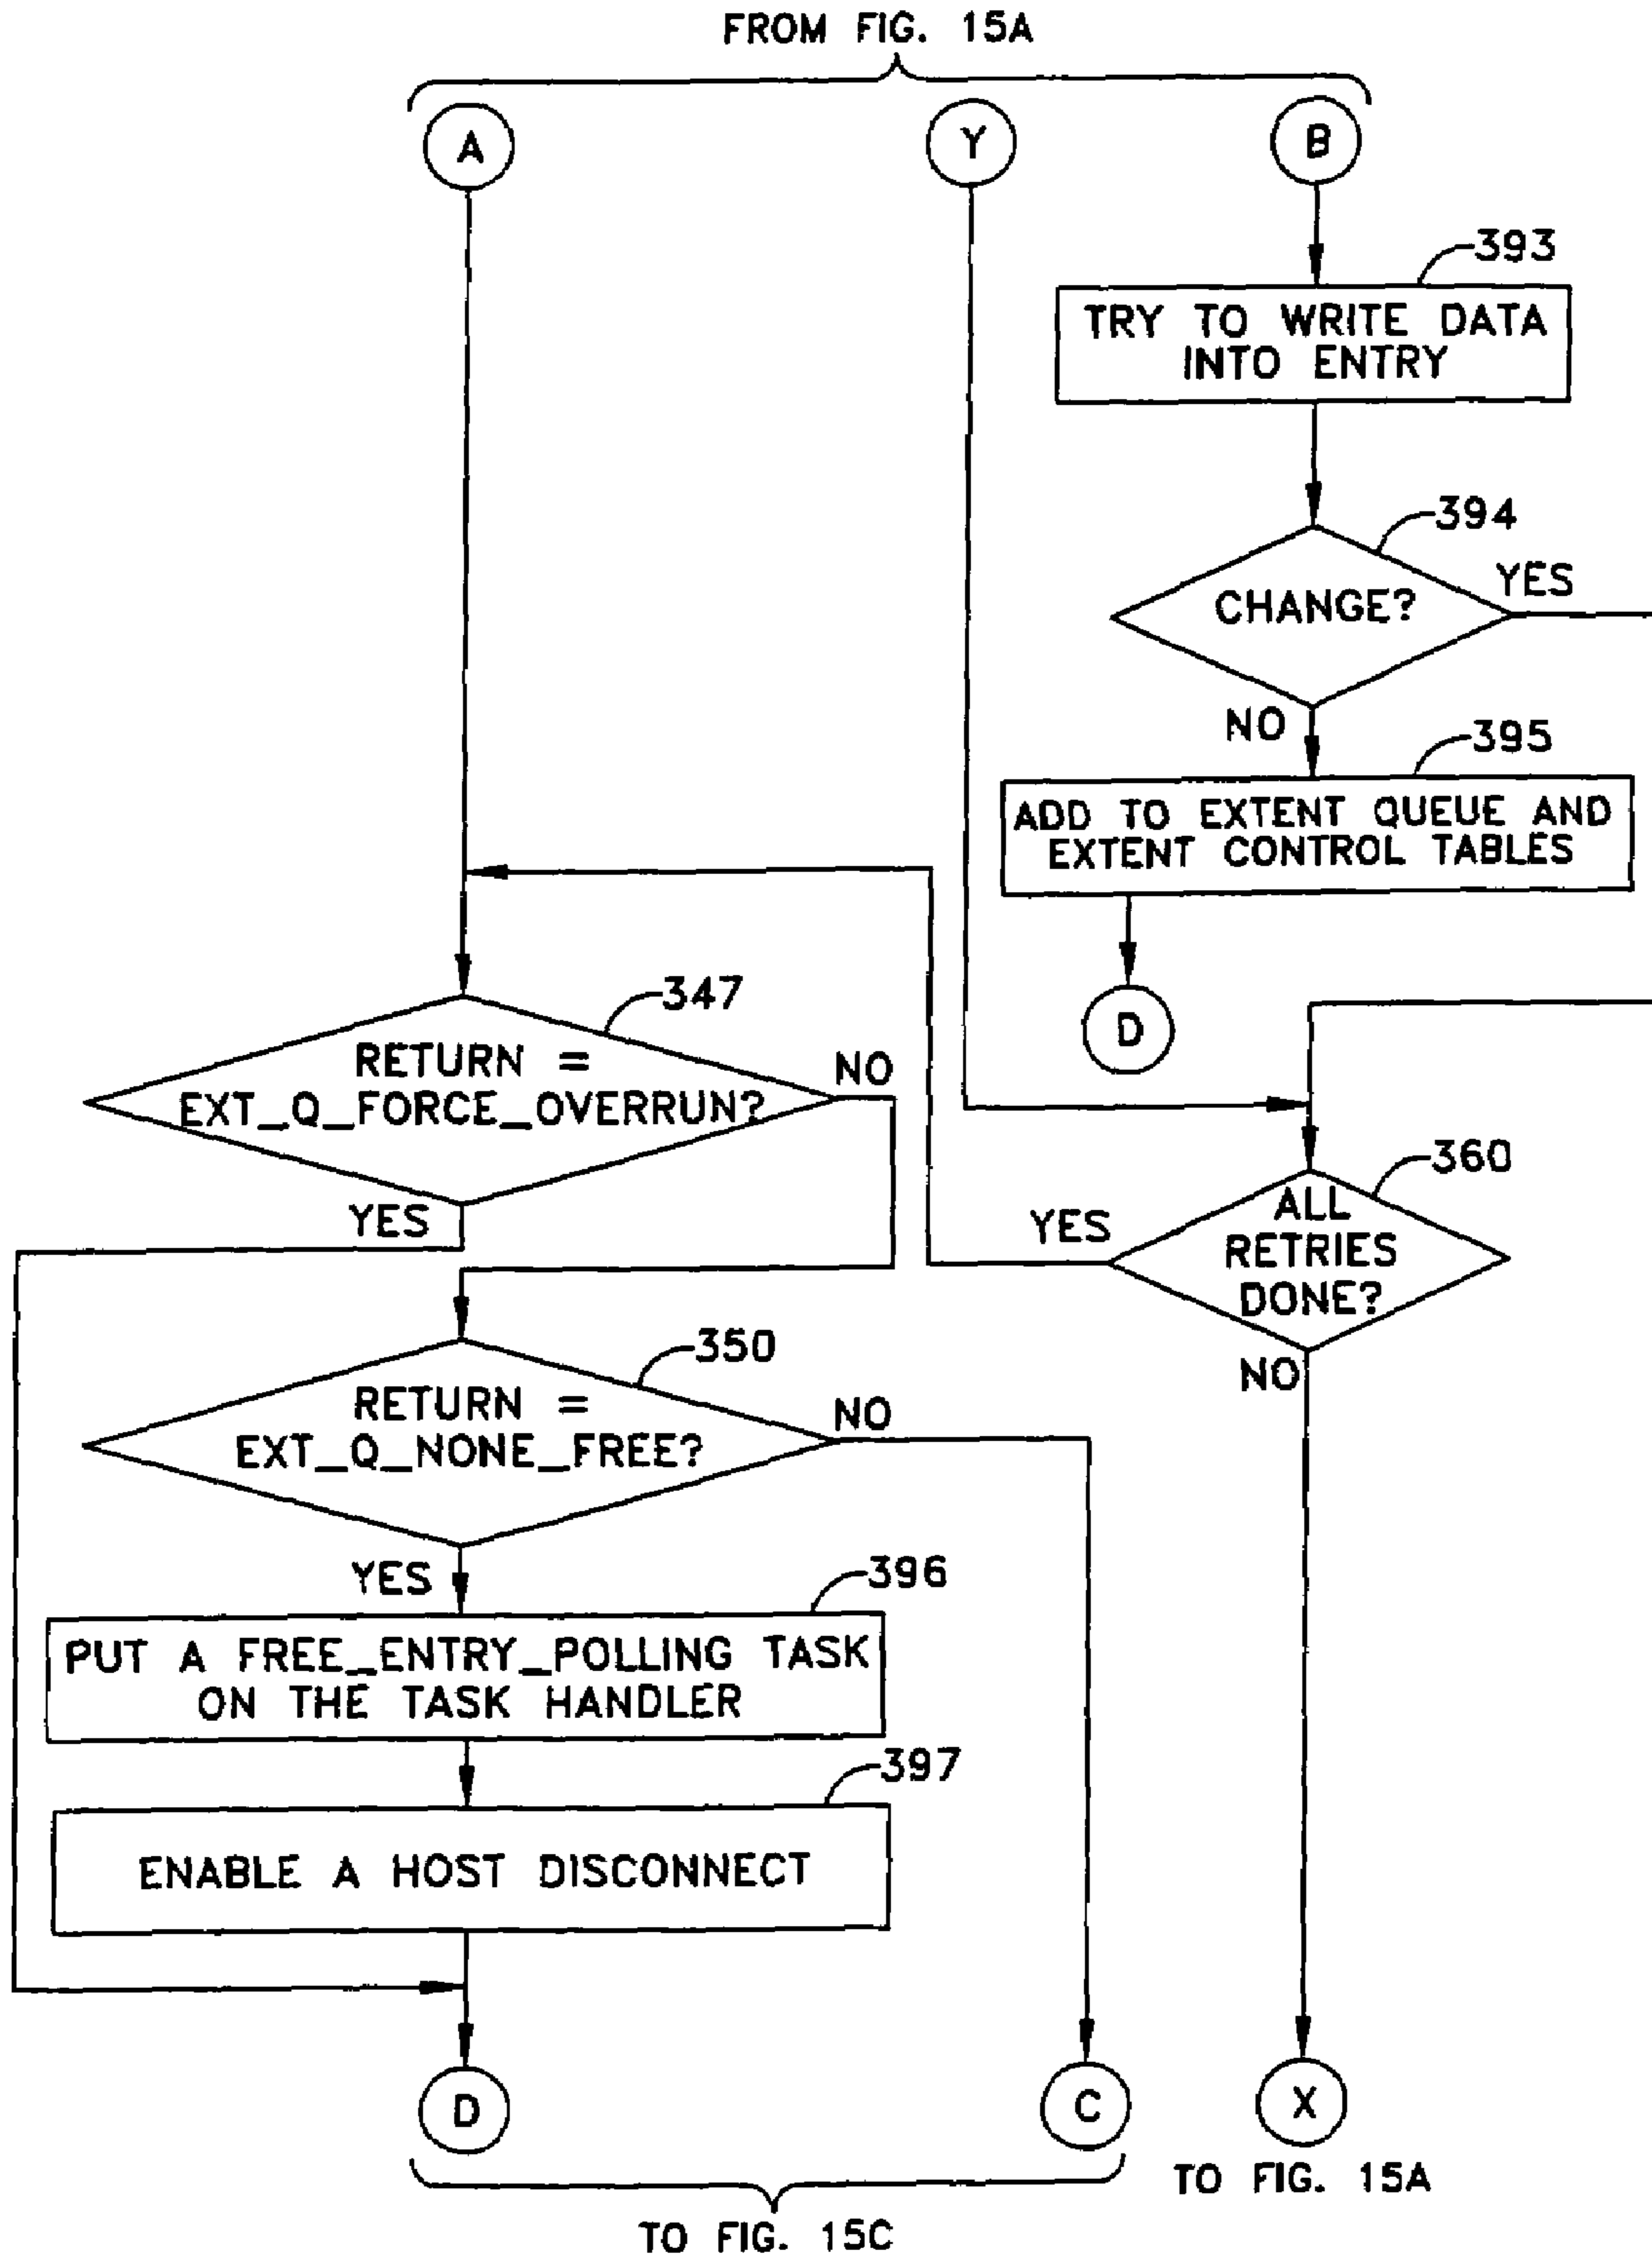 FROM FIG. 15A
A
Y
B
393
TRY TO WRITE DATA
INTO ENTRY
394
CHANGE?
YES
NO
395
ADD TO EXTENT QUEUE AND
EXTENT CONTROL TABLES
D
347
RETURN =
EXT_Q_FORCE_OVERRUN?
NO
YES
360
ALL
RETRIES
DONE?
YES
NO
350
RETURN =
EXT_Q_NONE_FREE?
NO
YES
396
PUT A FREE_ENTRY_POLLING TASK
ON THE TASK HANDLER
397
ENABLE A HOST DISCONNECT
D
C
X
TO FIG. 15A
TO FIG. 15C